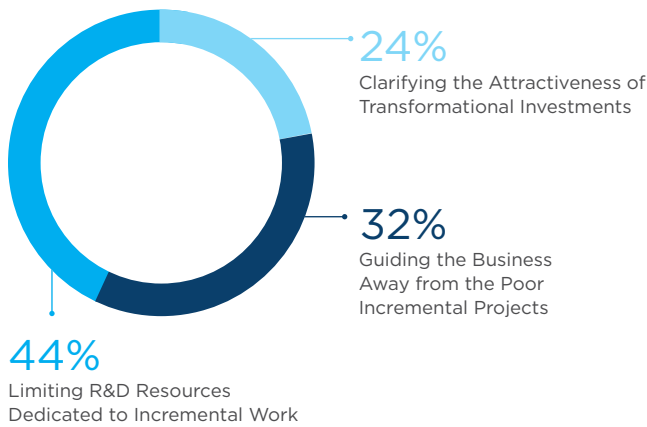 24%
Clarifying the Attractiveness of
Transformational Investments
32%
Guiding the Business
Away from the Poor
Incremental Projects
44%
Limiting R&D Resources
Dedicated to Incremental Work